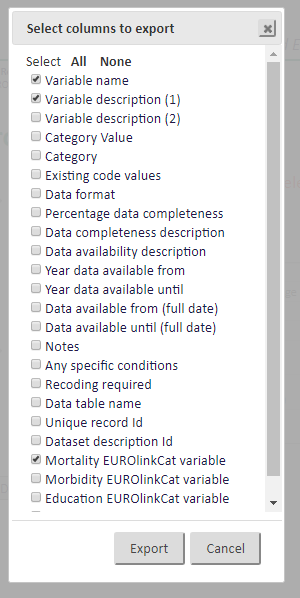 Select columns to export
Select All None
Variable name
Variable description (1)
Variable description (2)
Category Value
Category
Existing code values
Data format
Percentage data completeness
Data completeness description
Data availability description
Year data available from
Year data available until
Data available from (full date)
Data available until (full date)
Notes
Any specific conditions
Recoding required
Data table name
Unique record Id
Dataset description Id
Mortality EUROlinkCat variable
Morbidity EUROlinkCat variable
Education EUROlinkCat variable
Export Cancel